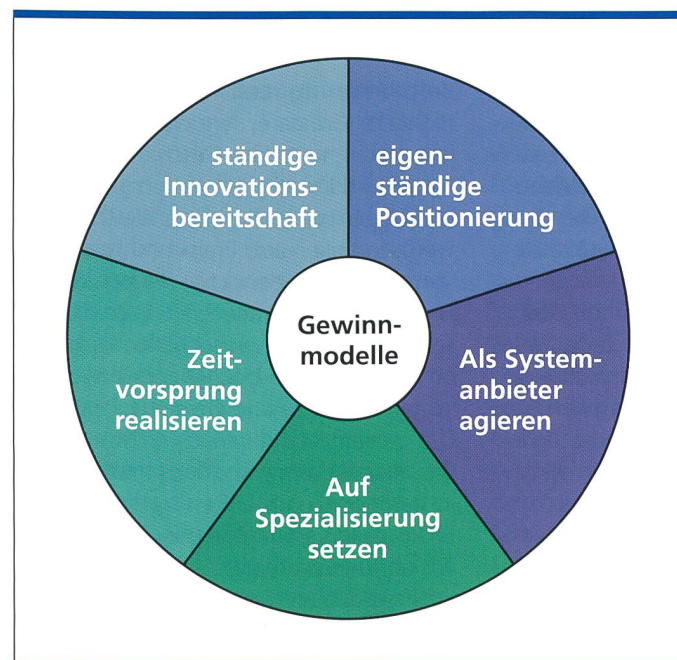 ständige
Innovations-
bereitschaft
eigen-
ständige
Positionierung
Gewinn-
modelle
Zeit-
vorsprung
realisieren
Als System-
anbieter
agieren
Auf
Spezialisierung
setzen